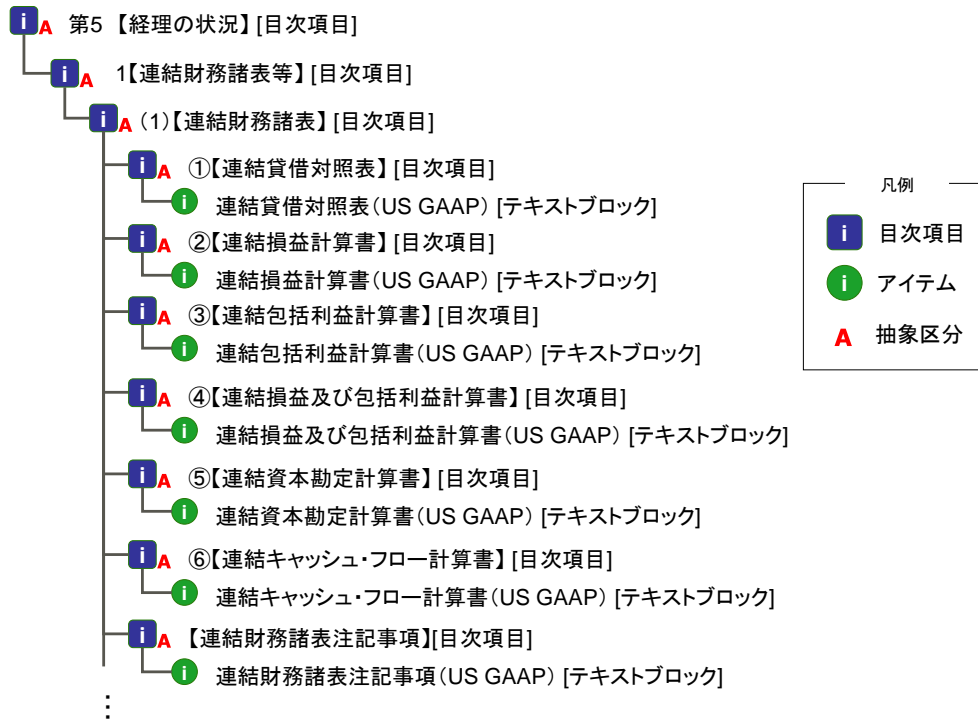 i A 第5 【経理の状況】 [目次項目]
i A 1【連結財務諸表等】 [目次項目]
i A (1)【連結財務諸表】 [目次項目]
i A ①【連結貸借対照表】 [目次項目]
i 連結貸借対照表(US GAAP) [テキストブロック]
i A ②【連結損益計算書】 [目次項目]
i 連結損益計算書(US GAAP) [テキストブロック]
i A ③【連結包括利益計算書】 [目次項目]
i 連結包括利益計算書(US GAAP) [テキストブロック]
i A ④【連結損益及び包括利益計算書】 [目次項目]
i 連結損益及び包括利益計算書(US GAAP) [テキストブロック]
i A ⑤【連結資本勘定計算書】 [目次項目]
i 連結資本勘定計算書(US GAAP) [テキストブロック]
i A ⑥【連結キャッシュ・フロー計算書】 [目次項目]
i 連結キャッシュ・フロー計算書(US GAAP) [テキストブロック]
i A 【連結財務諸表注記事項】[目次項目]
i 連結財務諸表注記事項(US GAAP) [テキストブロック]
⋮
凡例
i 目次項目
i アイテム
A 抽象区分